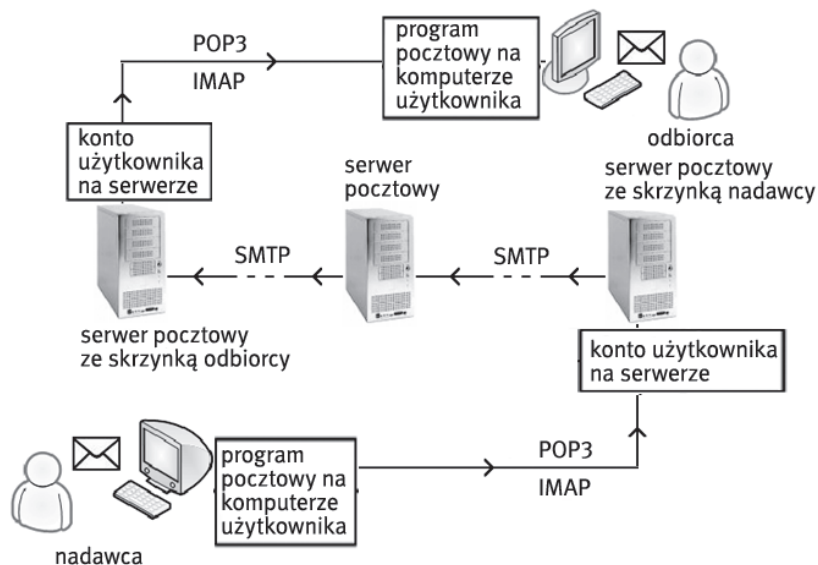 POP3
IMAP
program
pocztowy na
komputerze
użytkownika
odbiorca
konto
użytkownika
na serwerze
serwer
pocztowy
serwer pocztowy
ze skrzynką nadawcy
SMTP
SMTP
serwer pocztowy
ze skrzynką odbiorcy
konto użytkownika
na serwerze
program
pocztowy na
komputerze
użytkownika
POP3
IMAP
nadawca